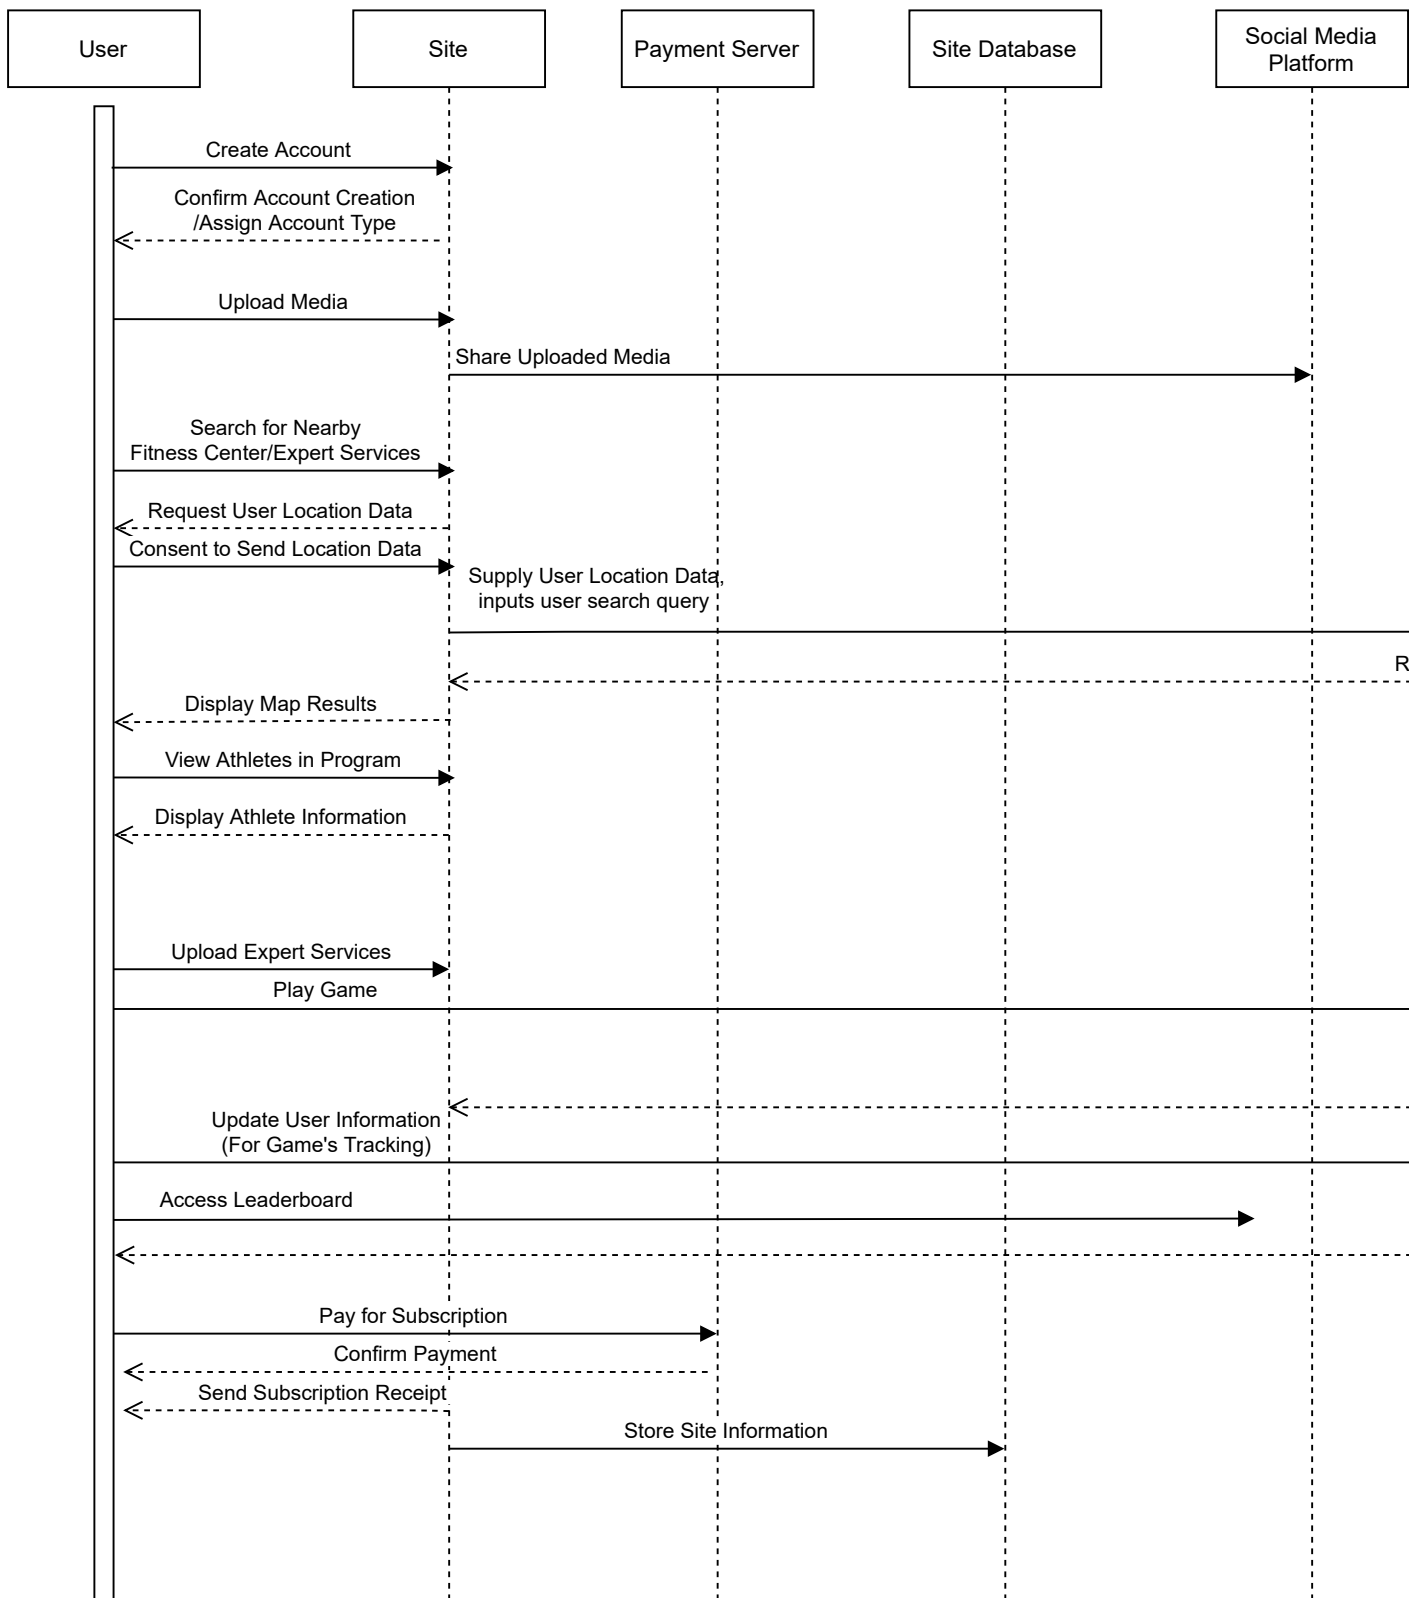 User
Site
Payment Server
Site Database
Social Media
Platform
Create Account
Confirm Account Creation
/Assign Account Type
Upload Media
Share Uploaded Media
Search for Nearby
Fitness Center/Expert Services
Request User Location Data
Consent to Send Location Data
Supply User Location Data,
inputs user search query
R
Display Map Results
View Athletes in Program
Display Athlete Information
Upload Expert Services
Play Game
Update User Information
(For Game's Tracking)
Access Leaderboard
Pay for Subscription
Confirm Payment
Send Subscription Receipt
Store Site Information